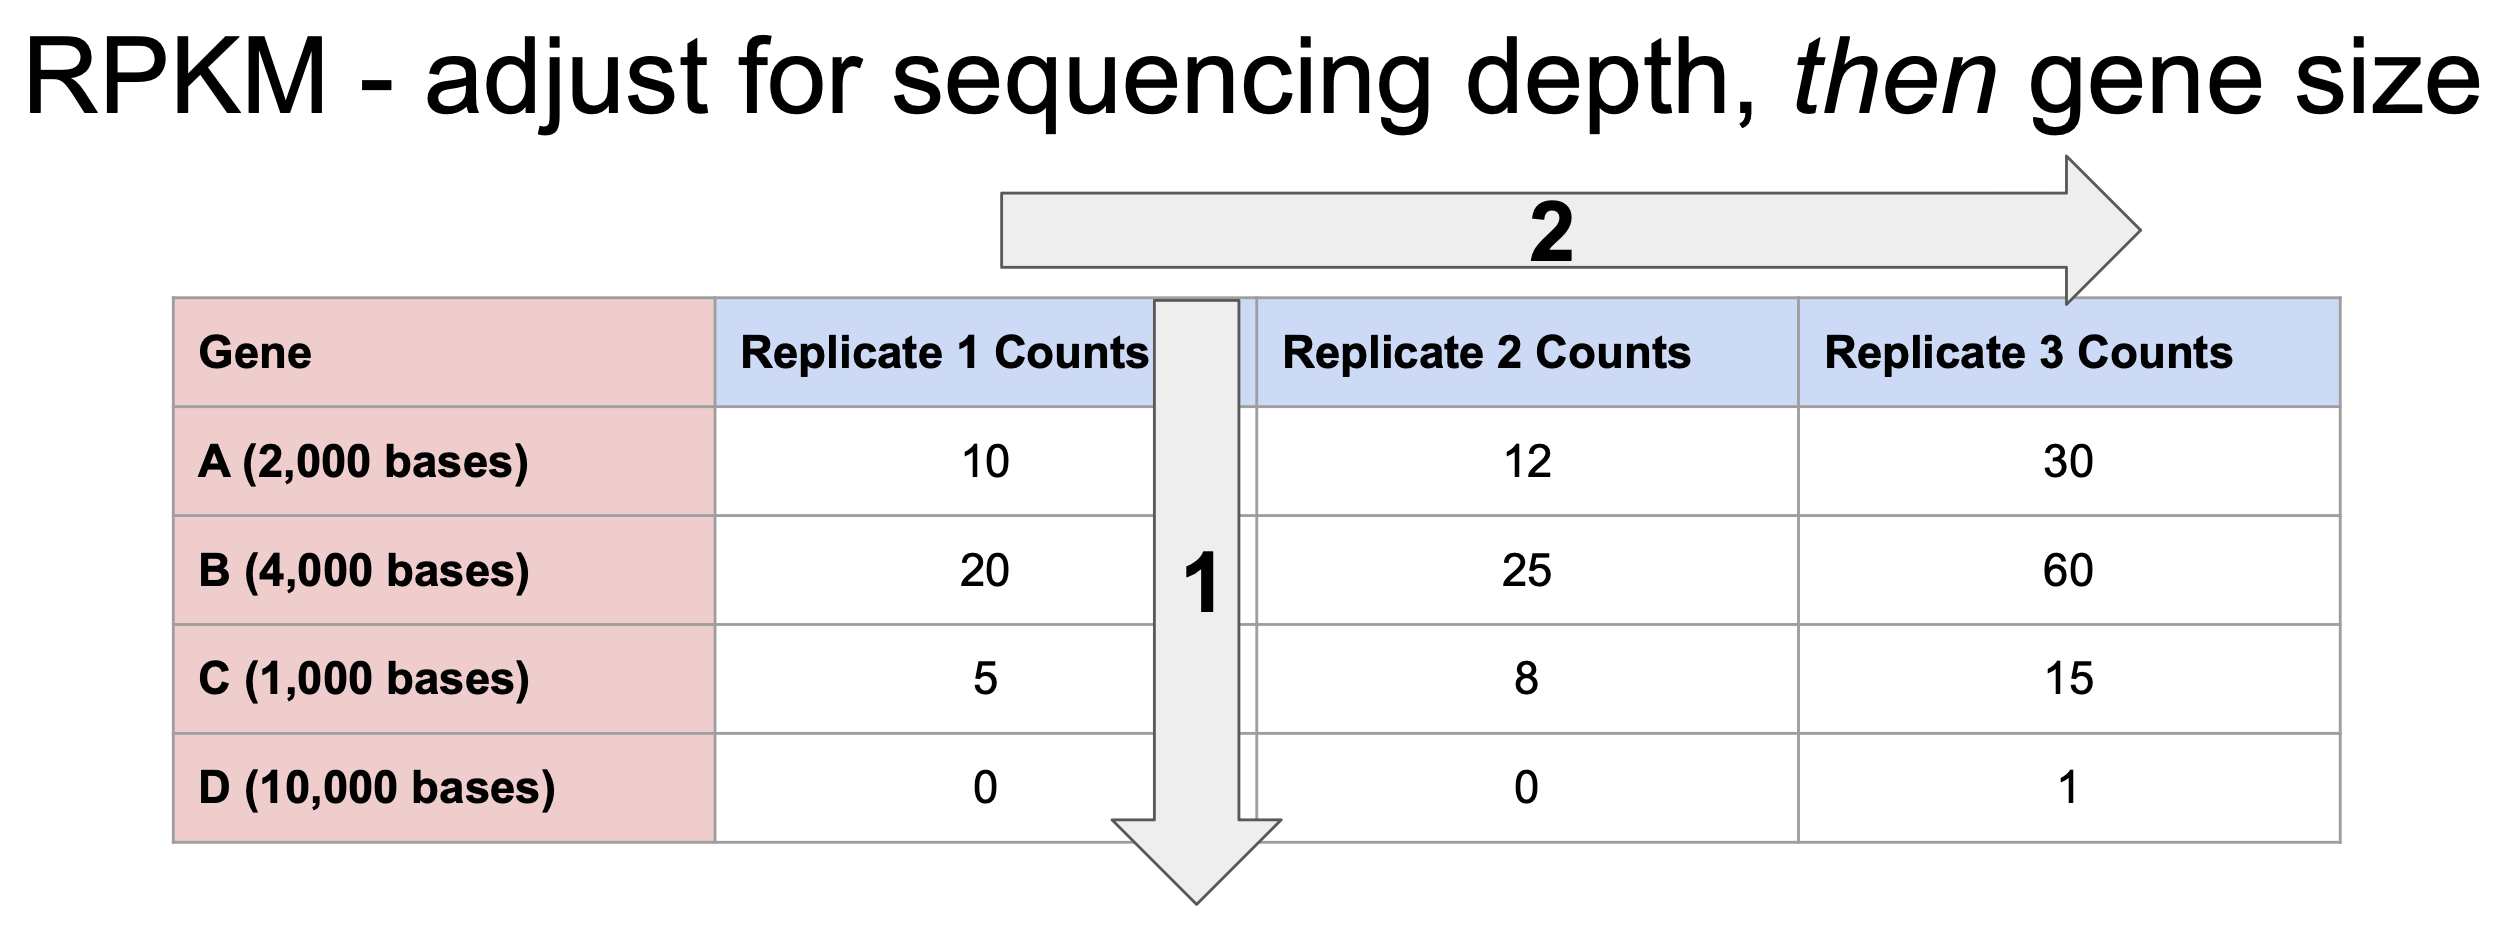 RPKM - adjust for sequencing depth, then gene size
2
Gene Replicate 1 Counts Replicate 2 Counts Replicate 3 Counts
A (2,000 bases) 10 12 30
B (4,000 bases) 20 25 60
1
C (1,000 bases) 5 8 15
D (10,000 bases) 0 0 1